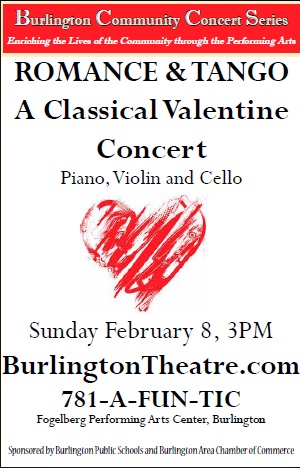 Burlington Community Concert Series
Enriching the Lives of the Community through the Performing Arts
ROMANCE & TANGO
A Classical Valentine
Concert
Piano, Violin and Cello
Sunday February 8, 3PM
BurlingtonTheatre.com
781-A-FUN-TIC
Fogelberg Performing Arts Center, Burlington
Sponsored by Burlington Public Schools and Burlington Area Chamber of Commerce